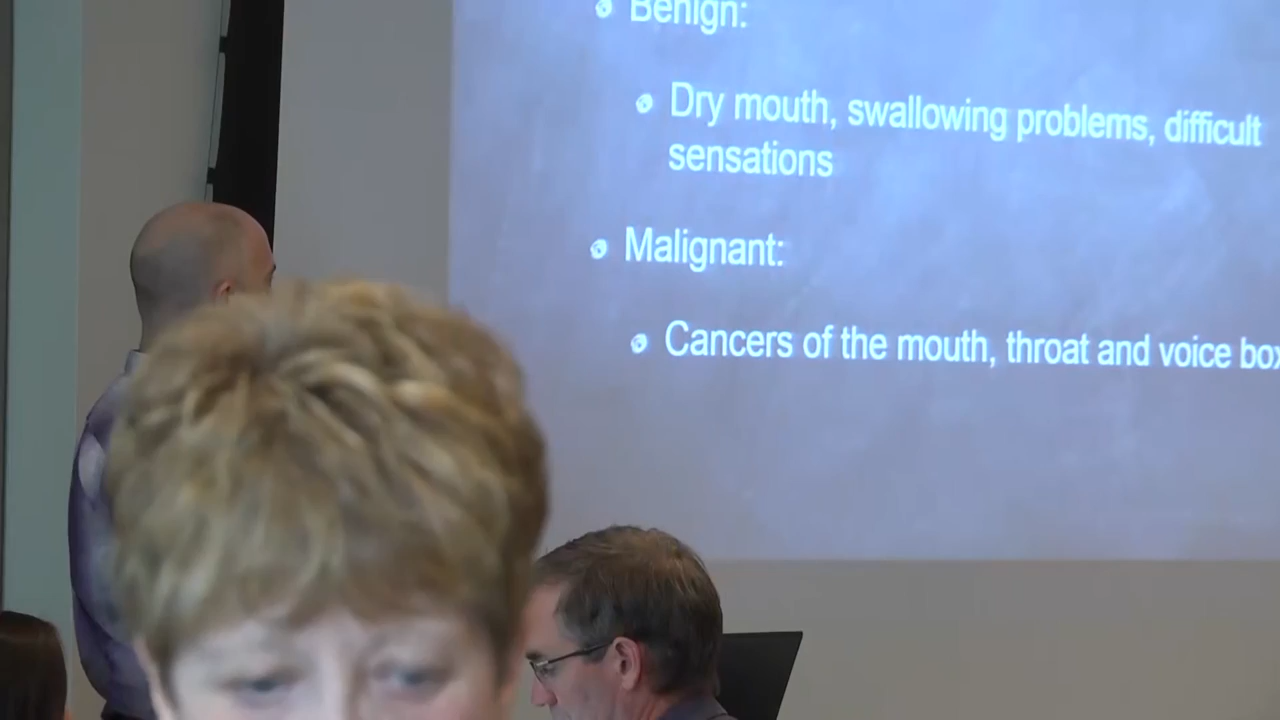 Benign:
Dry mouth, swallowing problems, difficult
sensations
Malignant:
Cancers of the mouth, throat and voice box